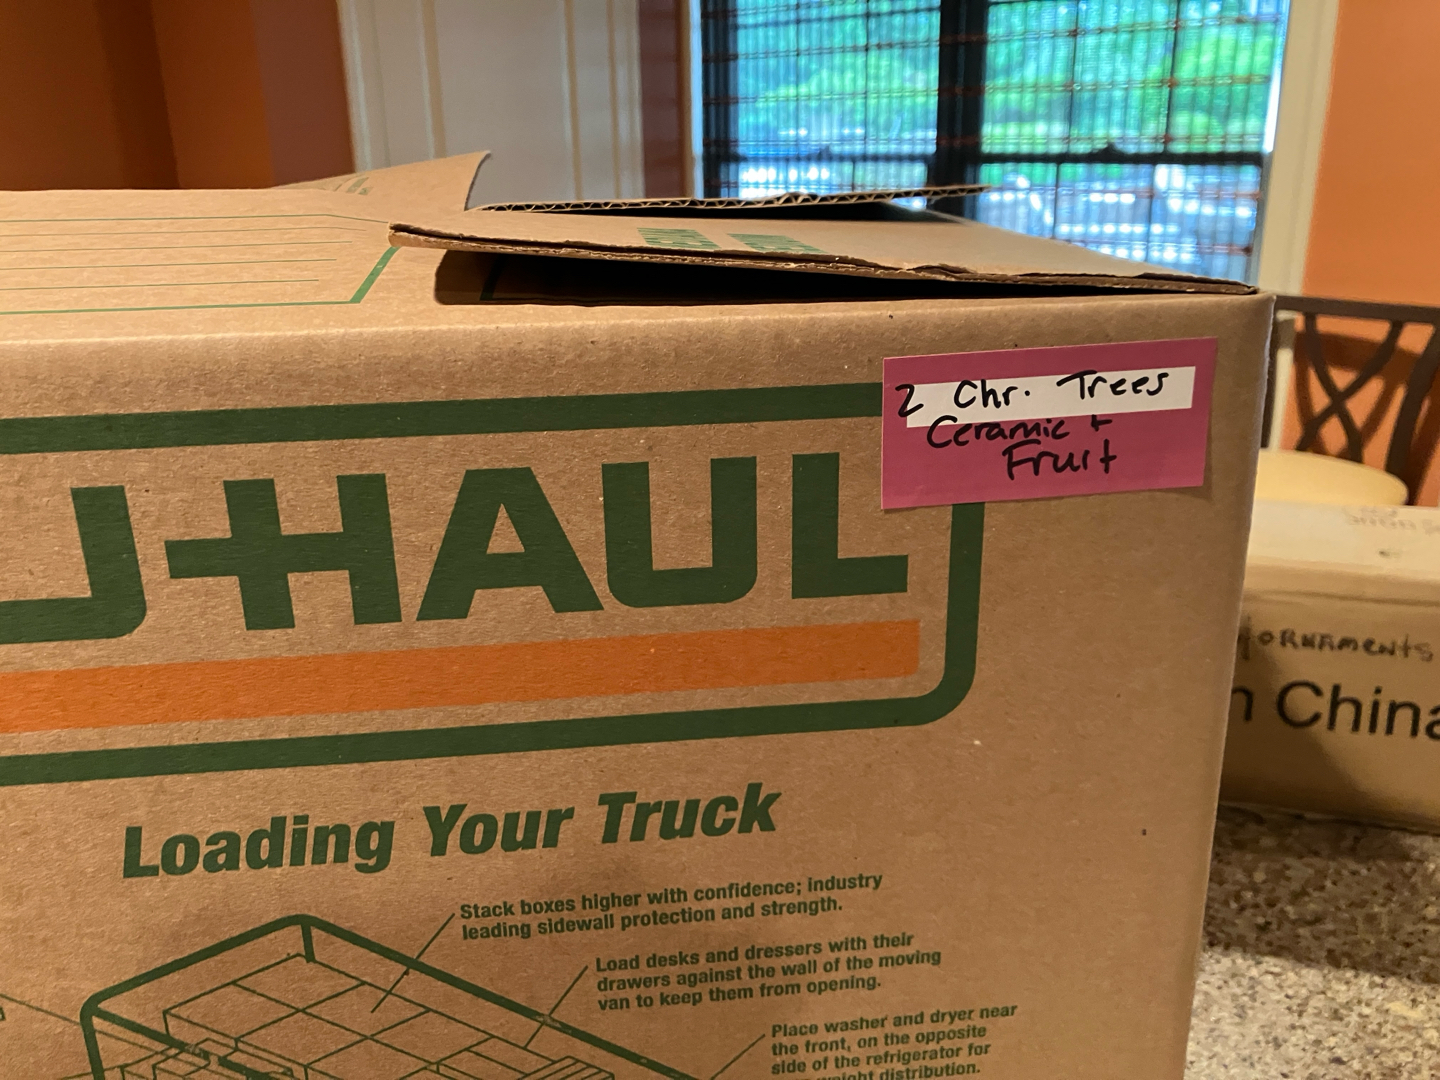 2 Chr. Trees
Ceramic +
Fruit
U-HAUL
Loading Your Truck
Stack boxes higher with confidence; industry
leading sidewall protection and strength.
Load desks and dressers with their
drawers against the wall of the moving
van to keep them from opening.
Place washer and dryer near
the front, on the opposite
side of the refrigerator for
distribution.
ORNAMENTS
China